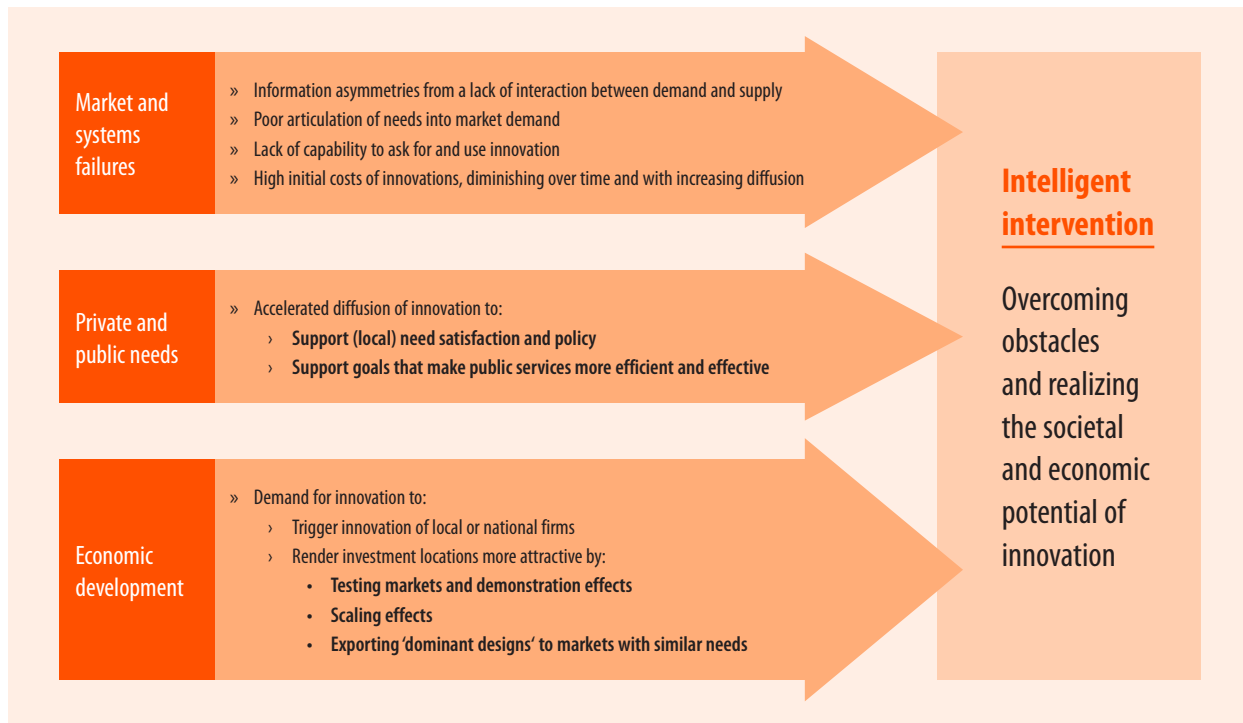 Market and
systems
failures
» Information asymmetries from a lack of interaction between demand and supply
» Poor articulation of needs into market demand
» Lack of capability to ask for and use innovation
» High initial costs of innovations, diminishing over time and with increasing diffusion
Private and
public needs
» Accelerated diffusion of innovation to:
› Support (local) need satisfaction and policy
› Support goals that make public services more efficient and effective
Economic
development
» Demand for innovation to:
› Trigger innovation of local or national firms
› Render investment locations more attractive by:
• Testing markets and demonstration effects
• Scaling effects
• Exporting ‘dominant designs‘ to markets with similar needs
Intelligent
intervention
Overcoming
obstacles
and realizing
the societal
and economic
potential of
innovation